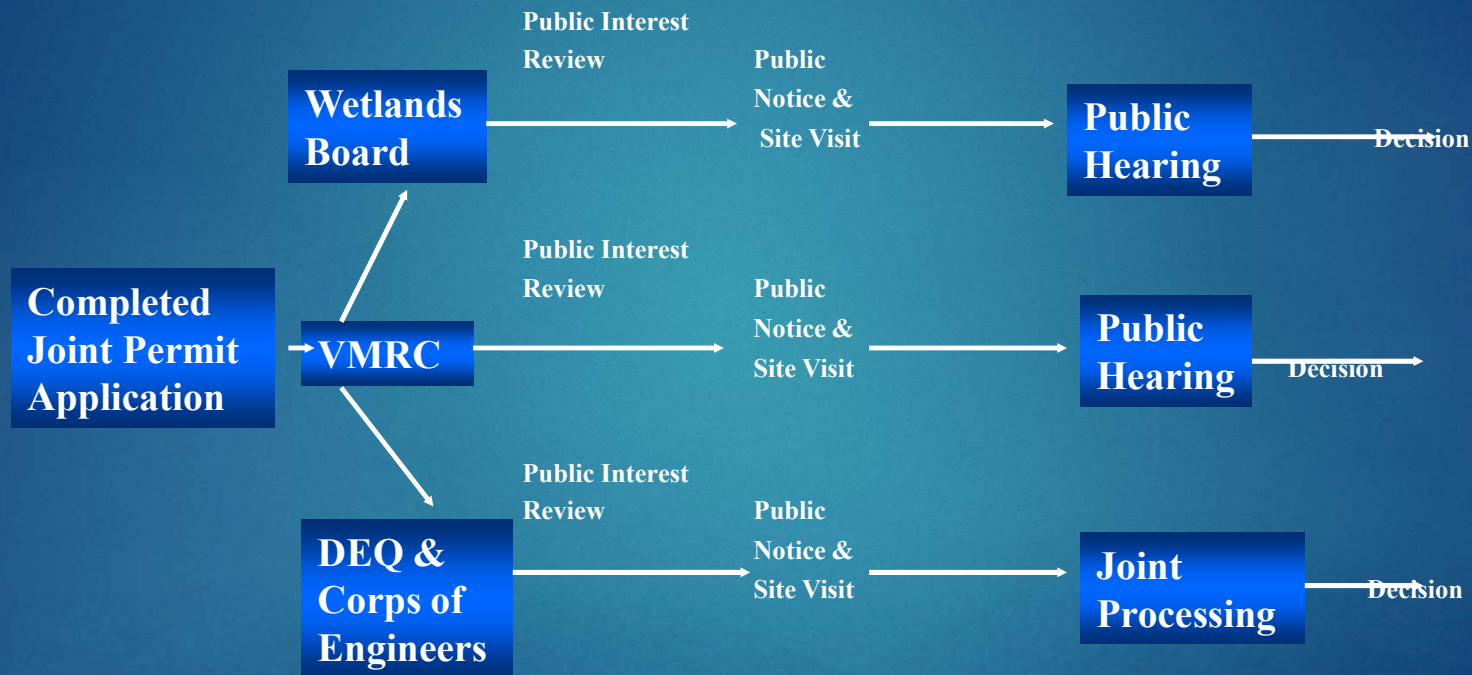 Completed
Joint Permit
Application
VMRC
Wetlands
Board
Public Interest
Review
Public
Notice &
Site Visit
Public
Hearing
Decision
Public Interest
Review
Public
Notice &
Site Visit
Public
Hearing
Decision
DEQ &
Corps of
Engineers
Public Interest
Review
Public
Notice &
Site Visit
Joint
Processing
Decision